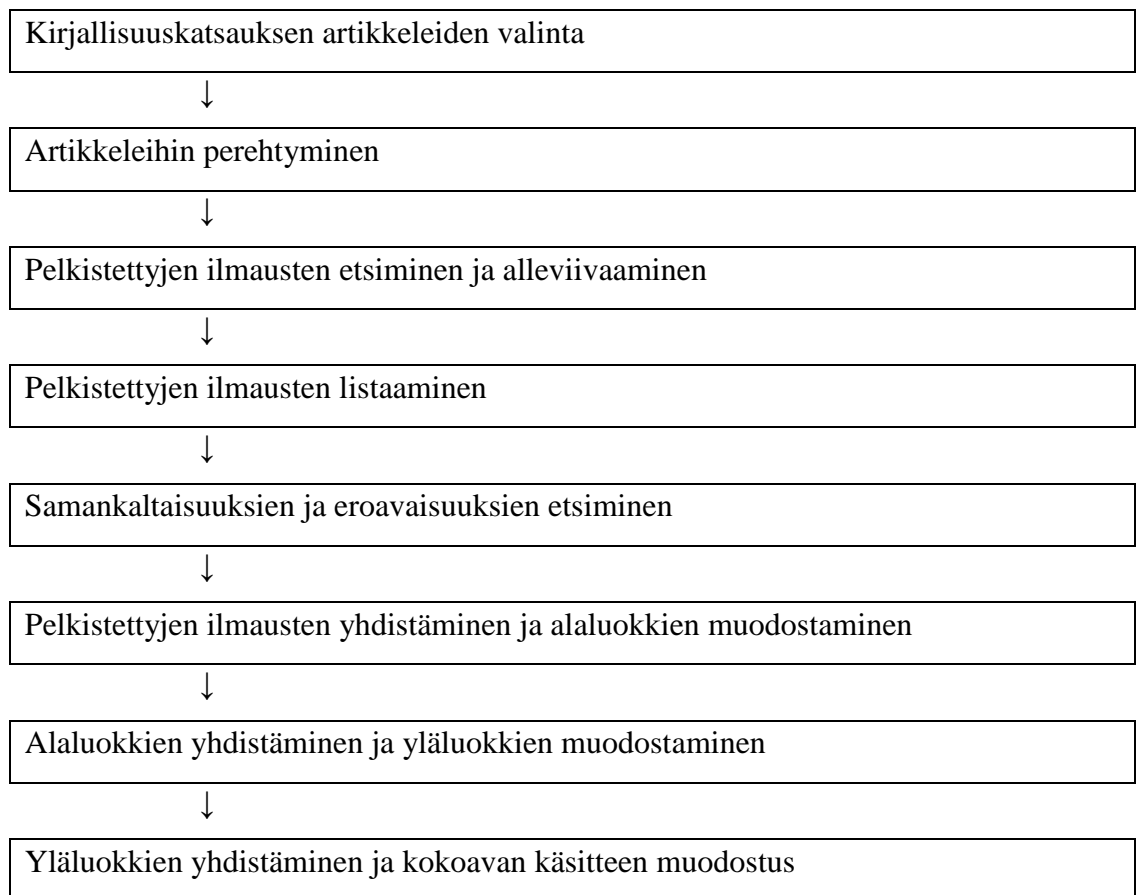 Kirjallisuuskatsauksen artikkeleiden valinta
↓
Artikkeleihin perehtyminen
↓
Pelkistettyjen ilmausten etsiminen ja alleviivaaminen
↓
Pelkistettyjen ilmausten listaaminen
↓
Samankaltaisuuksien ja eroavaisuuksien etsiminen
↓
Pelkistettyjen ilmausten yhdistäminen ja alaluokkien muodostaminen
↓
Alaluokkien yhdistäminen ja yläluokkien muodostaminen
↓
Yläluokkien yhdistäminen ja kokoavan käsitteen muodostus